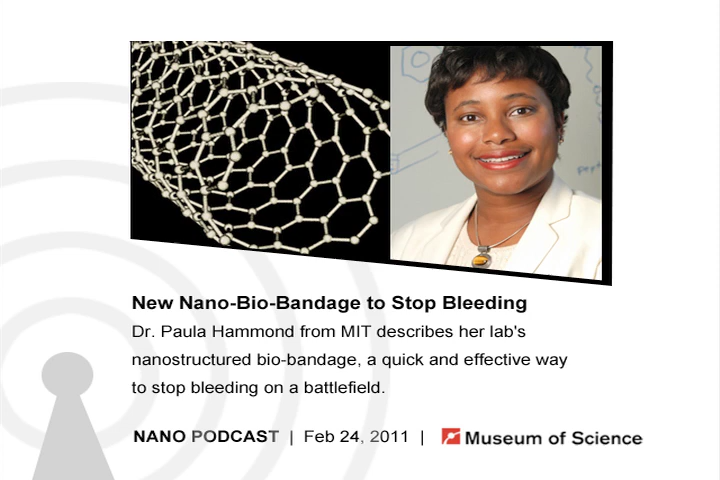 New Nano-Bio-Bandage to Stop Bleeding
Dr. Paula Hammond from MIT describes her lab's
nanostructured bio-bandage, a quick and effective way
to stop bleeding on a battlefield.
NANO PODCAST | Feb 24, 2011 | Museum of Science